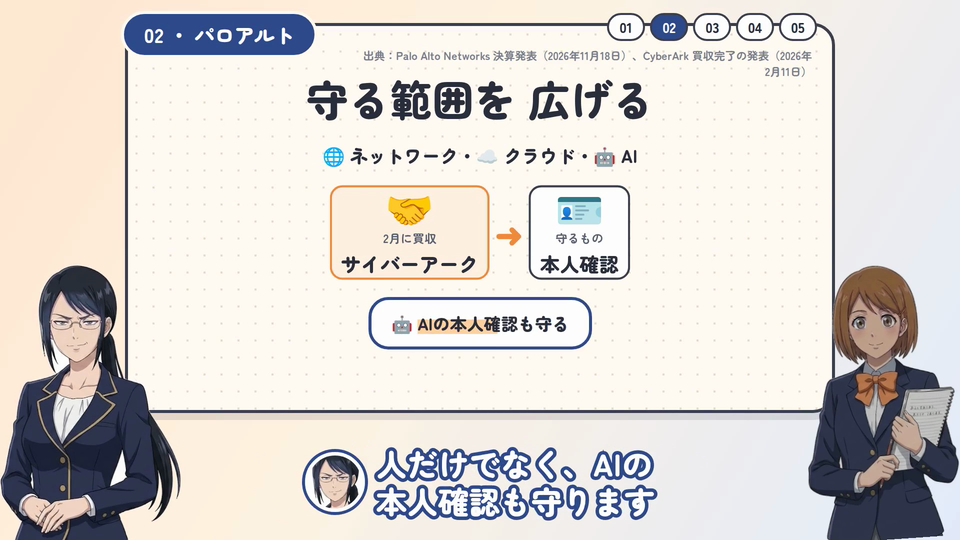 02 ・ パロアルト
01 02 03 04 05
出典：Palo Alto Networks 決算発表（2026年11月18日）、CyberArk 買収完了の発表（2026年
2月11日）
守る範囲を 広げる
🌐 ネットワーク・☁️ クラウド・🤖 AI
2月に買収
サイバーアーク
守るもの
本人確認
🤖 AIの本人確認も守る
人だけでなく、AIの
本人確認も守ります